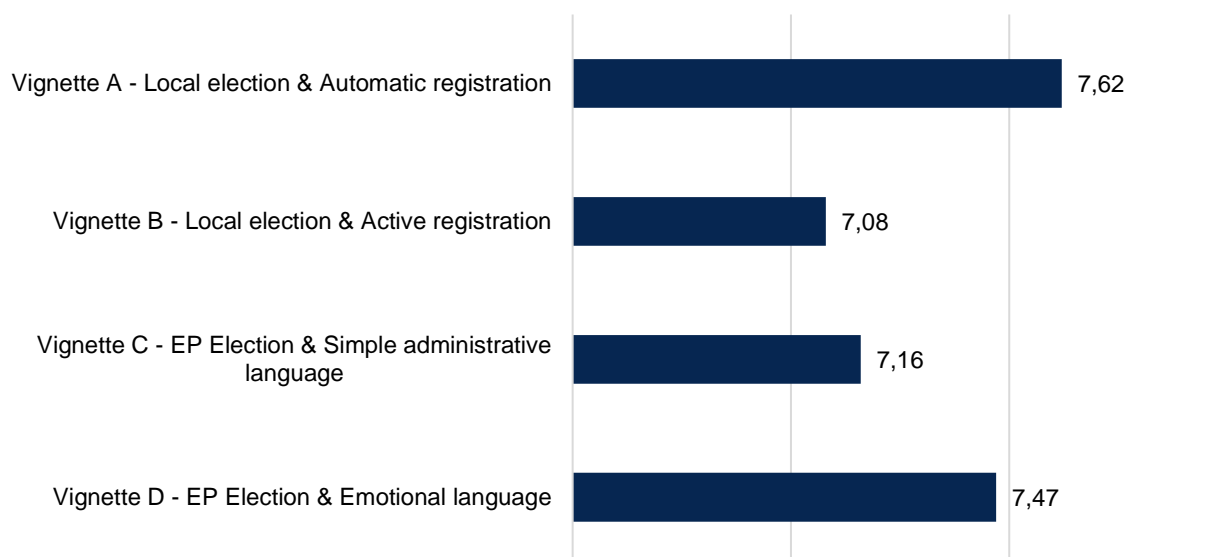 Vignette A - Local election & Automatic registration
7,62
Vignette B - Local election & Active registration
7,08
Vignette C - EP Election & Simple administrative
language
7,16
Vignette D - EP Election & Emotional language
7,47